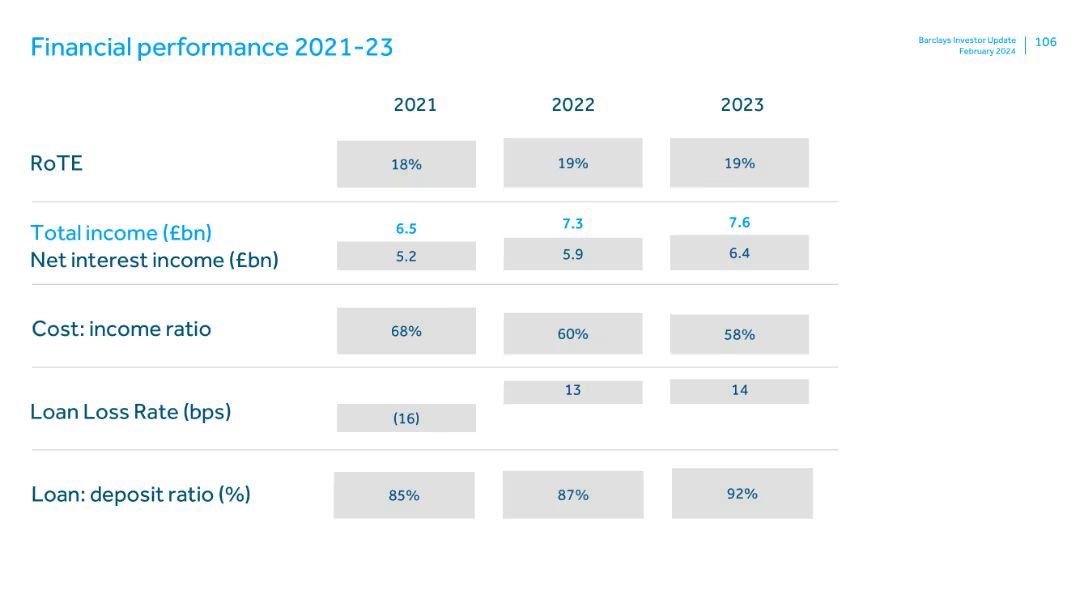 Financial performance 2021-23
Barclays Investor Update
February 2024
106
2021 2022 2023
RoTE 18% 19% 19%
Total income (£bn) 6.5 7.3 7.6
Net interest income (£bn) 5.2 5.9 6.4
Cost: income ratio 68% 60% 58%
Loan Loss Rate (bps) (16) 13 14
Loan: deposit ratio (%) 85% 87% 92%